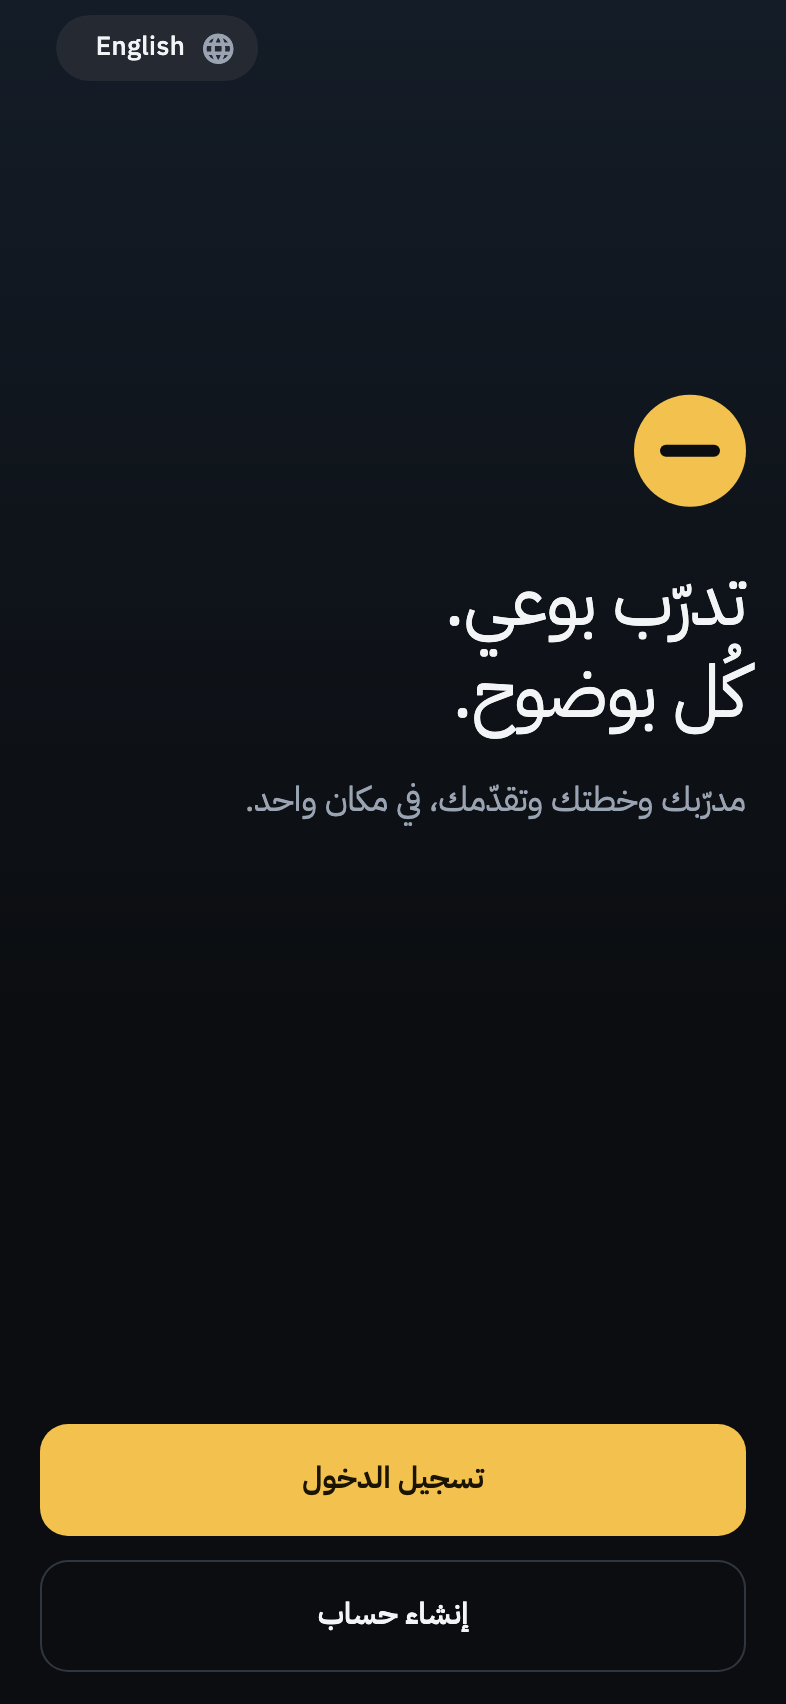 English
تدرّب بوعي.
كُل بوضوح.
مدرّبك وخطتك وتقدّمك، في مكان واحد.
تسجيل الدخول
إنشاء حساب